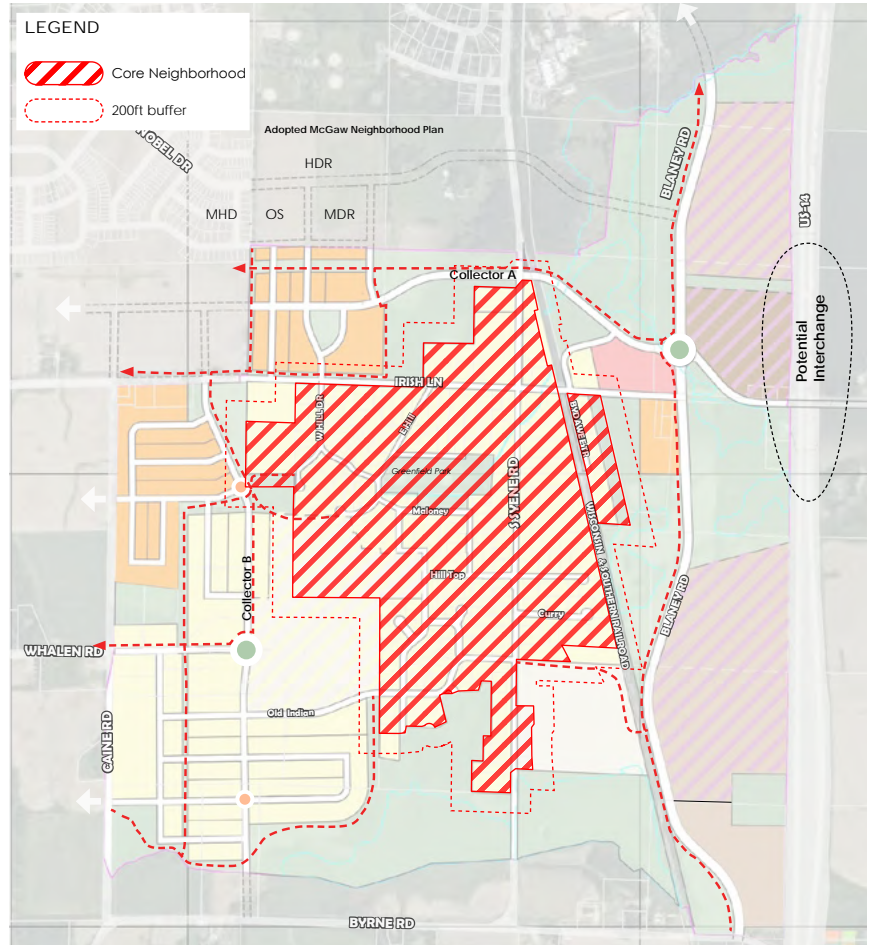 LEGEND
Core Neighborhood
200ft buffer
NOBEL DR
Adopted McGaw Neighborhood Plan
HDR
MHD
OS
MDR
BLANEY RD
US-14
Collector A
Potential
Interchange
IRISH LN
W HILL DR
E HILL
Greenfield Park
Maloney
S SYENE RD
WISCONSIN & SOUTHERN RAILROAD
Hill Top
Curry
Collector B
BLANEY RD
WHALEN RD
Old Indian
CAINE RD
BYRNE RD